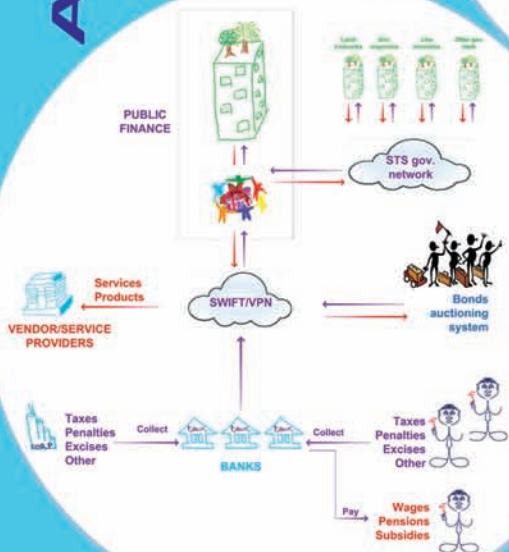 A
PUBLIC
FINANCE
STS gov.
network
SWIFT/VPN
Services
Products
VENDOR/SERVICE
PROVIDERS
Bonds
auctioning
system
Taxes
Penalties
Excises
Other
Collect
BANKS
Collect
Taxes
Penalties
Excises
Other
Pay
Wages
Pensions
Subsidies